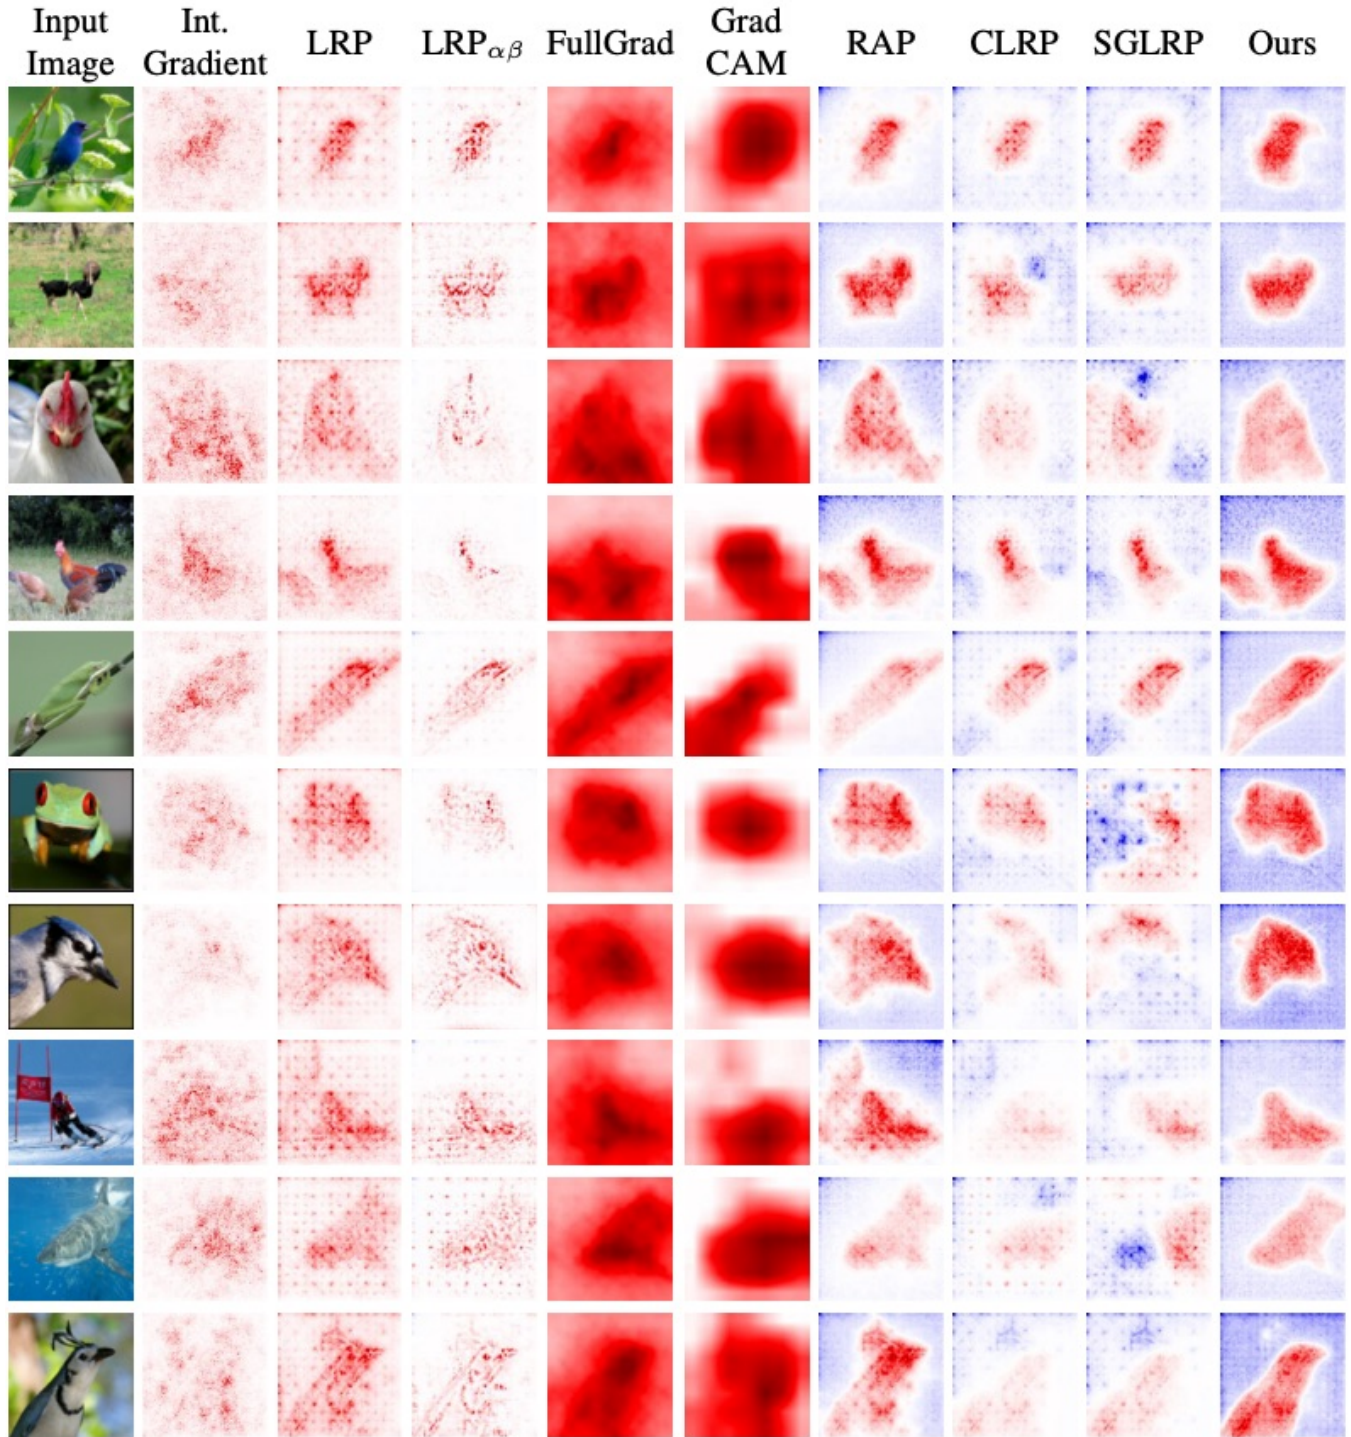 Input Image
Int. Gradient
LRP
LRPαβ
FullGrad
Grad CAM
RAP
CLRP
SGLRP
Ours